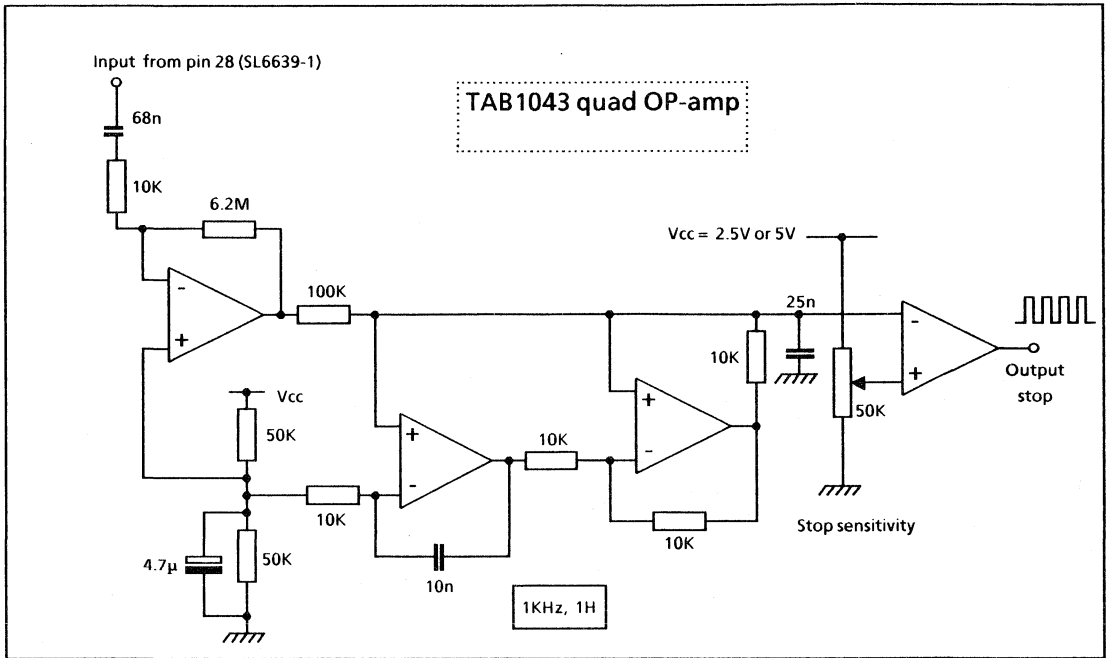 Input from pin 28 (SL6639-1)
TAB1043 quad OP-amp
68n
10K
6.2M
Vcc = 2.5V or 5V
-
+
100K
25n
-
+
10K
50K
Output
stop
Vcc
50K
+
-
10K
+
-
10K
Stop sensitivity
10K
10n
4.7µ
50K
1KHz, 1H